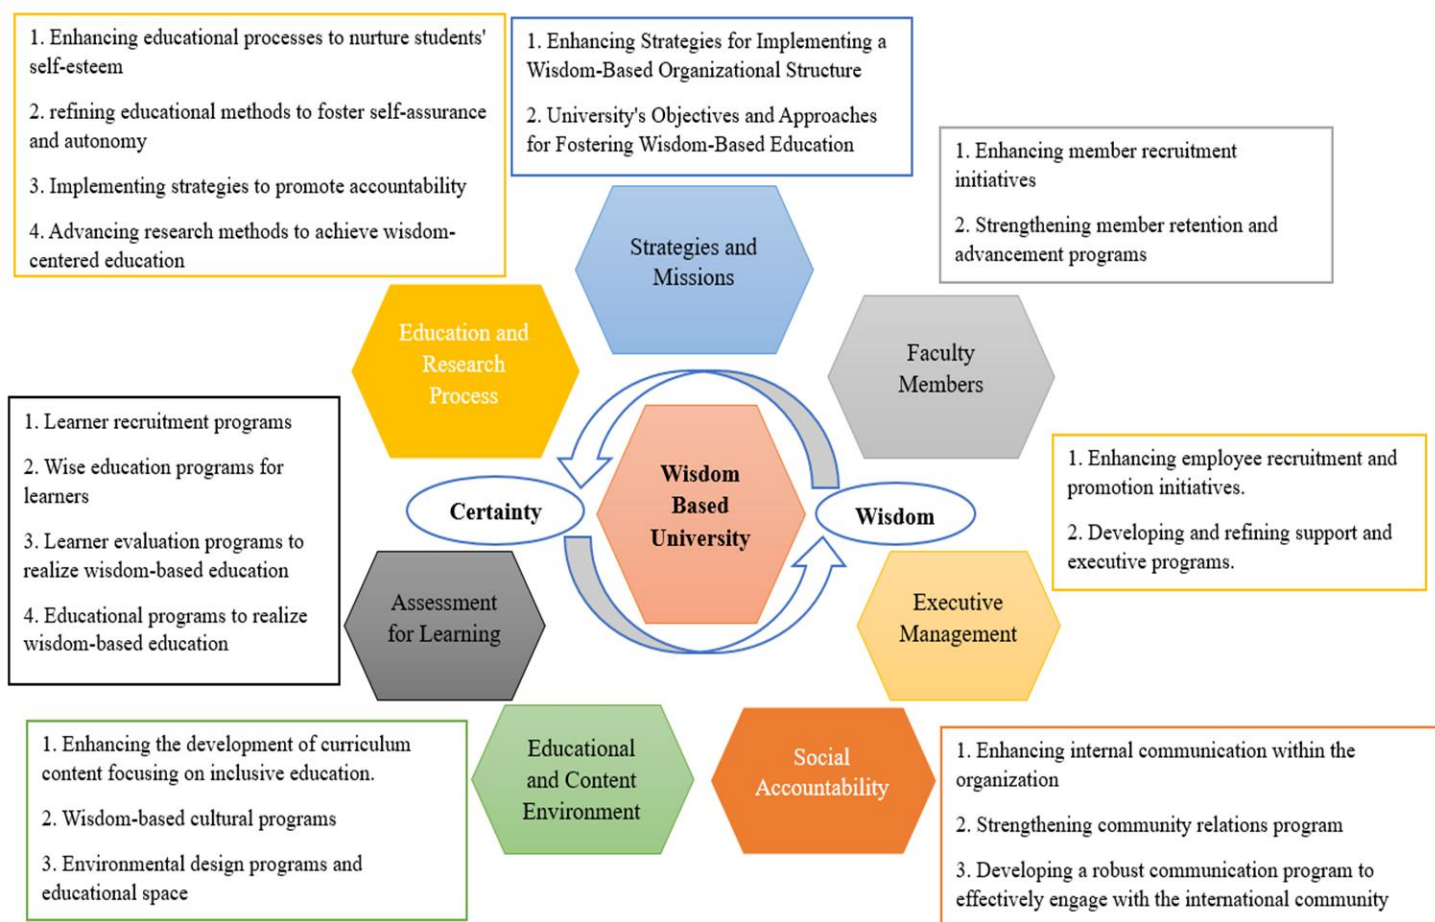 1. Enhancing educational processes to nurture students'
self-esteem
2. refining educational methods to foster self-assurance
and autonomy
3. Implementing strategies to promote accountability
4. Advancing research methods to achieve wisdom-
centered education
1. Enhancing Strategies for Implementing a
Wisdom-Based Organizational Structure
2. University's Objectives and Approaches
for Fostering Wisdom-Based Education
1. Enhancing member recruitment
initiatives
2. Strengthening member retention and
advancement programs
Strategies and
Missions
Education and
Research
Process
Faculty
Members
1. Learner recruitment programs
2. Wise education programs for
learners
3. Learner evaluation programs to
realize wisdom-based education
4. Educational programs to realize
wisdom-based education
Certainty
Wisdom
Based
University
Wisdom
1. Enhancing employee recruitment and
promotion initiatives.
2. Developing and refining support and
executive programs.
Assessment
for Learning
Executive
Management
1. Enhancing the development of curriculum
content focusing on inclusive education.
2. Wisdom-based cultural programs
3. Environmental design programs and
educational space
Educational
and Content
Environment
Social
Accountability
1. Enhancing internal communication within the
organization
2. Strengthening community relations program
3. Developing a robust communication program to
effectively engage with the international community